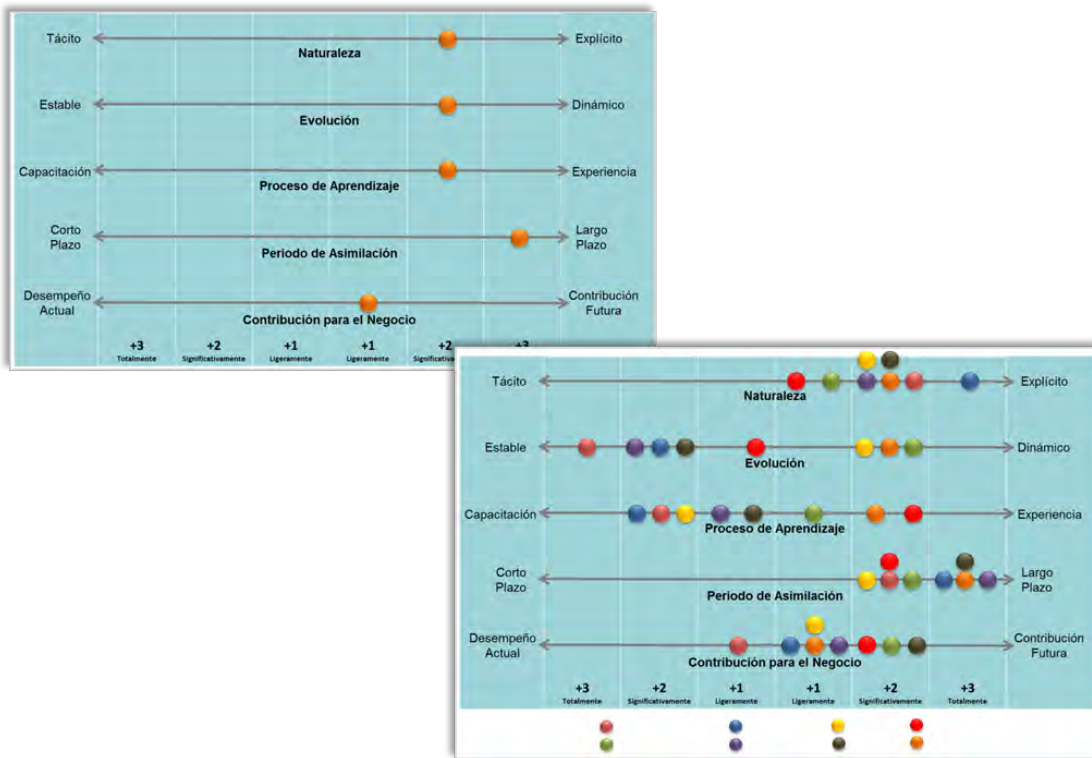 Tácito
Explícito
Naturaleza
Estable
Dinámico
Evolución
Capacitación
Experiencia
Proceso de Aprendizaje
Corto
Plazo
Largo
Plazo
Periodo de Asimilación
Desempeño
Actual
Contribución
Futura
Contribución para el Negocio
+3 +2 +1 +1 +2 +3
Totalmente Significativamente Ligeramente Ligeramente Significativa
Tácito
Explícito
Naturaleza
Estable
Dinámico
Evolución
Capacitación
Experiencia
Proceso de Aprendizaje
Corto
Plazo
Largo
Plazo
Periodo de Asimilación
Desempeño
Actual
Contribución
Futura
Contribución para el Negocio
+3 +2 +1 +1 +2 +3
Totalmente Significativamente Ligeramente Ligeramente Significativamente Totalmente